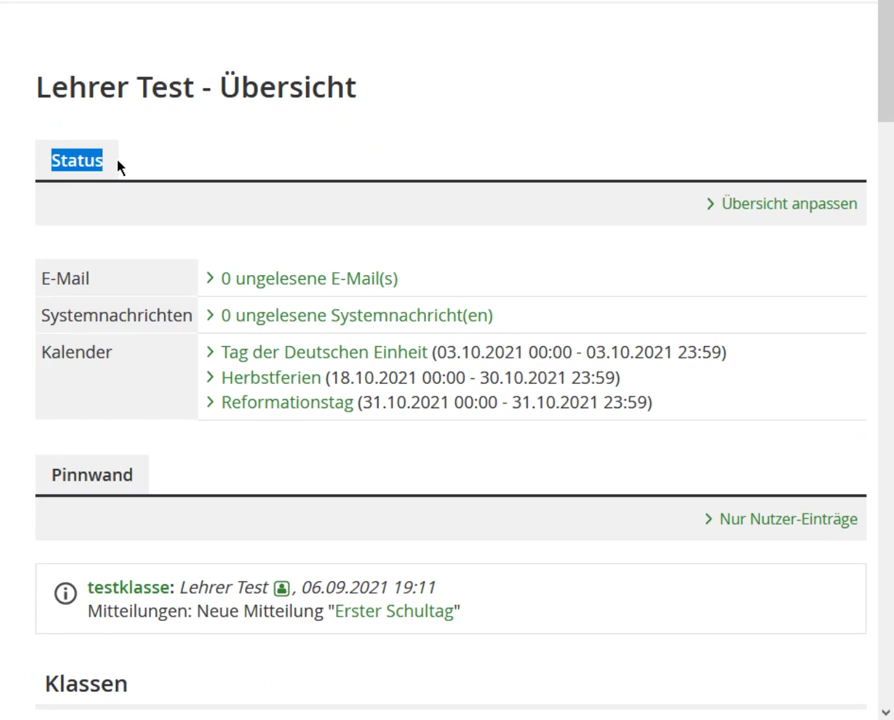 Lehrer Test - Übersicht
Status
Übersicht anpassen
E-Mail 0 ungelesene E-Mail(s)
Systemnachrichten 0 ungelesene Systemnachricht(en)
Kalender Tag der Deutschen Einheit (03.10.2021 00:00 - 03.10.2021 23:59)
Herbstferien (18.10.2021 00:00 - 30.10.2021 23:59)
Reformationstag (31.10.2021 00:00 - 31.10.2021 23:59)
Pinnwand
Nur Nutzer-Einträge
testklasse: Lehrer Test , 06.09.2021 19:11
Mitteilungen: Neue Mitteilung "Erster Schultag"
Klassen